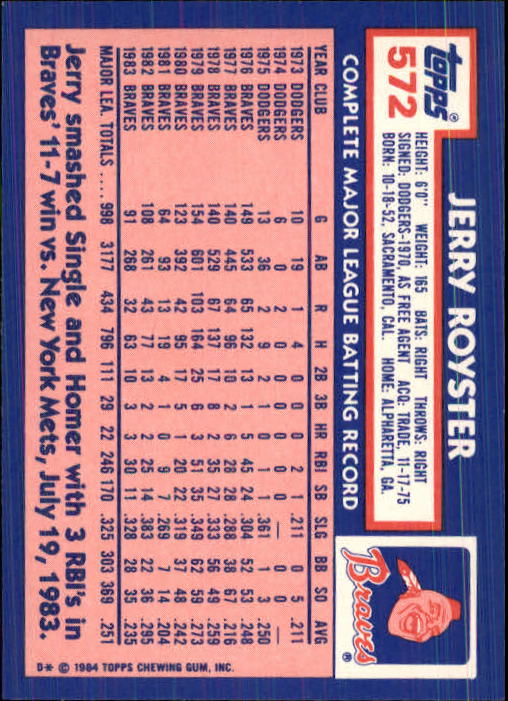 topps®
572
JERRY ROYSTER
HEIGHT: 6'0" WEIGHT: 165 BATS: RIGHT THROWS: RIGHT
SIGNED: DODGERS-1970, AS FREE AGENT ACQ: TRADE, 11-17-75
BORN: 10-18-52, SACRAMENTO, CAL. HOME: ALPHARETTA, GA.
Braves®
COMPLETE MAJOR LEAGUE BATTING RECORD
YEAR CLUB G AB R H 2B 3B HR RBI SB SLG BB SO AVG
1973 DODGERS 10 19 1 4 0 0 0 2 1 .211 0 5 .211
1974 DODGERS 6 0 2 0 0 0 0 0 0 — 0 0 —
1975 DODGERS 13 36 2 9 2 1 0 1 1 .361 1 3 .250
1976 BRAVES 149 533 65 132 13 1 5 45 24 .304 52 53 .248
1977 BRAVES 140 445 64 96 10 2 6 28 28 .288 38 67 .216
1978 BRAVES 140 529 67 137 17 8 2 35 27 .333 56 49 .259
1979 BRAVES 154 601 103 164 25 6 3 51 35 .349 62 59 .273
1980 BRAVES 123 392 42 95 17 5 1 20 22 .319 37 48 .242
1981 BRAVES 64 93 13 19 4 1 0 9 7 .269 7 14 .204
1982 BRAVES 108 261 43 77 13 2 2 25 14 .383 22 36 .295
1983 BRAVES 91 268 32 63 10 3 3 30 11 .328 28 35 .235
MAJOR LEA. TOTALS .... 998 3177 434 796 111 29 22 246 170 .325 303 369 .251
Jerry smashed Single and Homer with 3 RBI's in
Braves' 11-7 win vs. New York Mets, July 19, 1983.
D* © 1984 TOPPS CHEWING GUM, INC.